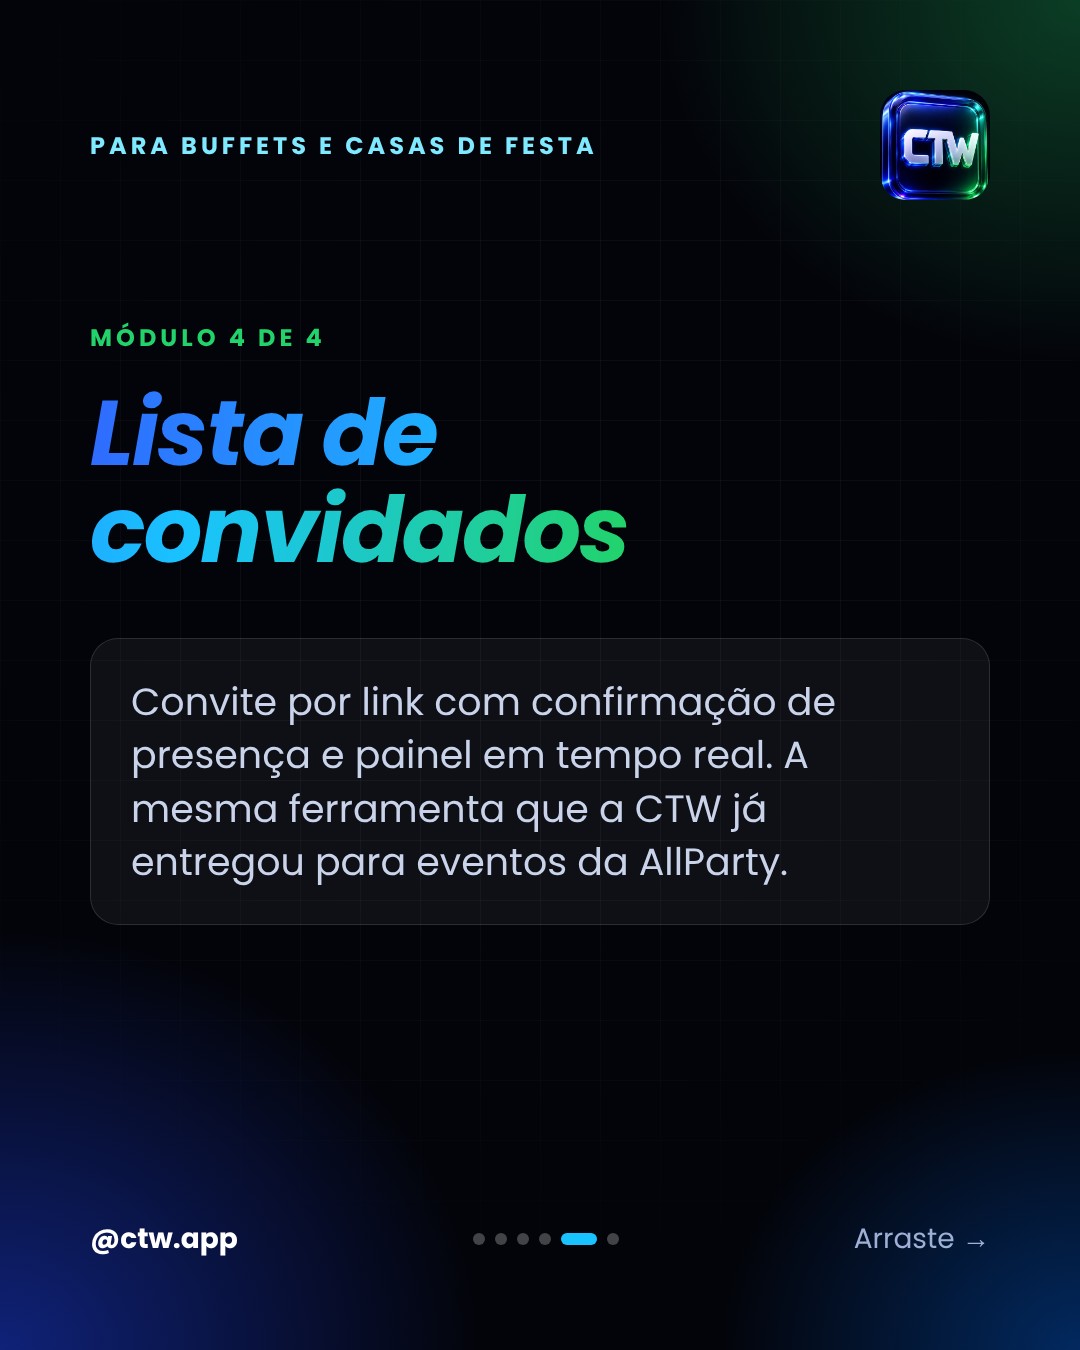 PARA BUFFETS E CASAS DE FESTA
CTW
MÓDULO 4 DE 4
Lista de
convidados
Convite por link com confirmação de
presença e painel em tempo real. A
mesma ferramenta que a CTW já
entregou para eventos da AllParty.
@ctw.app
Arraste →